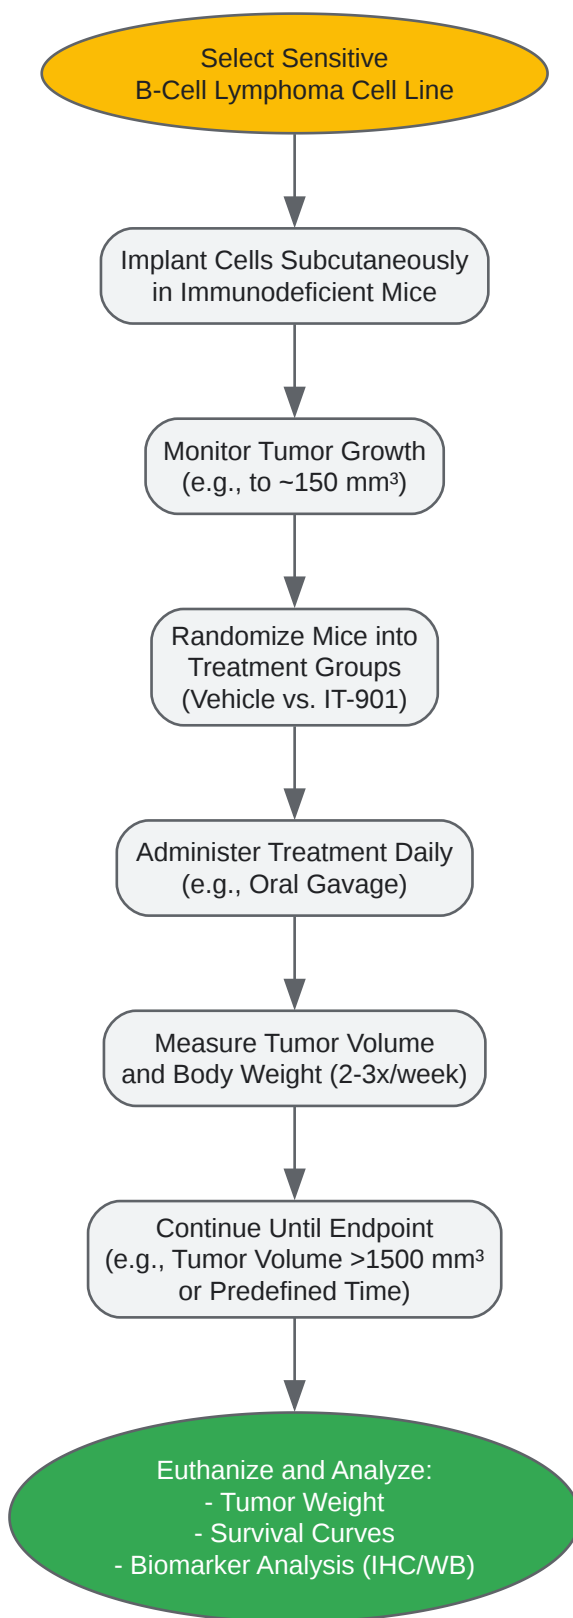 Select Sensitive
B-Cell Lymphoma Cell Line
Implant Cells Subcutaneously
in Immunodeficient Mice
Monitor Tumor Growth
(e.g., to ~150 mm³)
Randomize Mice into
Treatment Groups
(Vehicle vs. IT-901)
Administer Treatment Daily
(e.g., Oral Gavage)
Measure Tumor Volume
and Body Weight (2-3x/week)
Continue Until Endpoint
(e.g., Tumor Volume >1500 mm³
or Predefined Time)
Euthanize and Analyze:
- Tumor Weight
- Survival Curves
- Biomarker Analysis (IHC/WB)